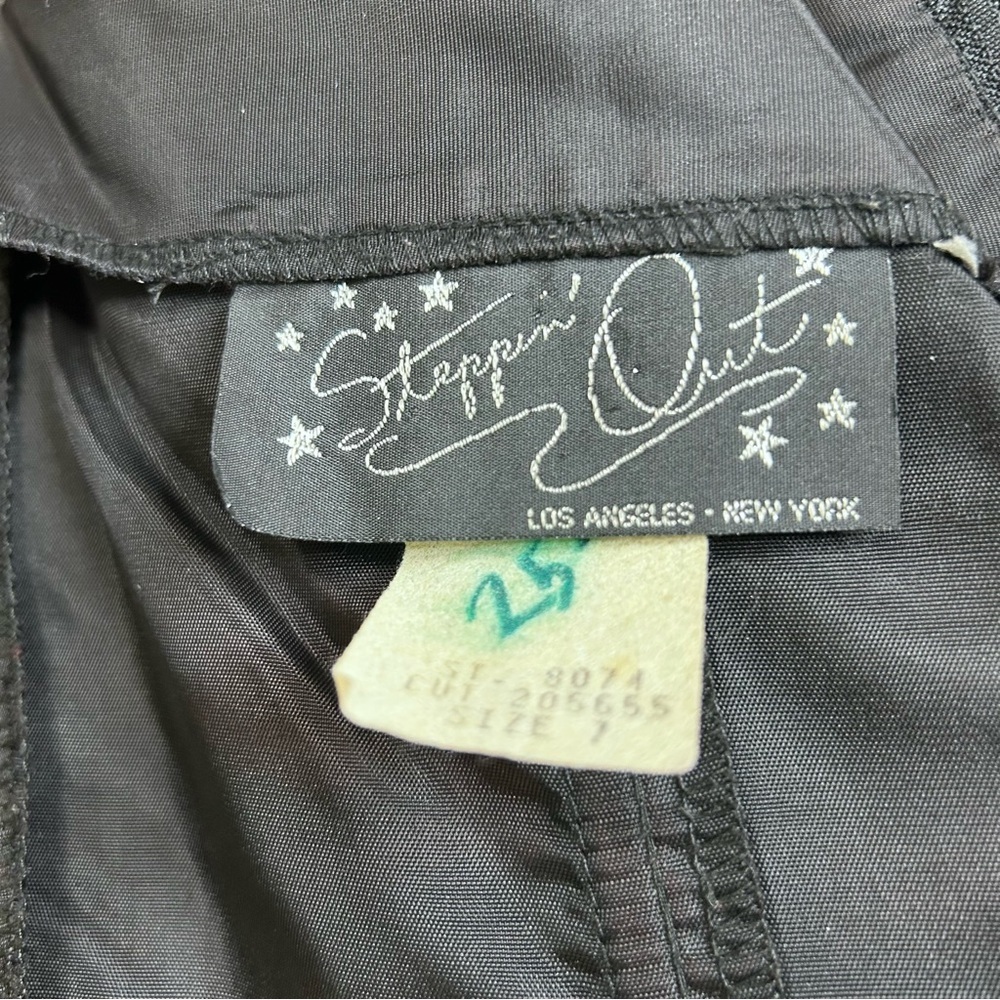 Steppin' Out
LOS ANGELES - NEW YORK
25
ST- 8074
CUT 205655
SIZE 7